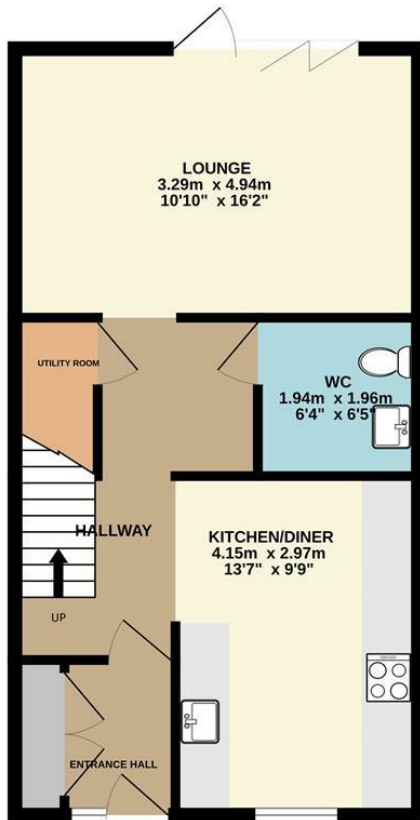 LOUNGE
3.29m x 4.94m
10'10" x 16'2"
UTILITY ROOM
WC
1.94m x 1.96m
6'4" x 6'5"
HALLWAY
KITCHEN/DINER
4.15m x 2.97m
13'7" x 9'9"
UP
ENTRANCE HALL